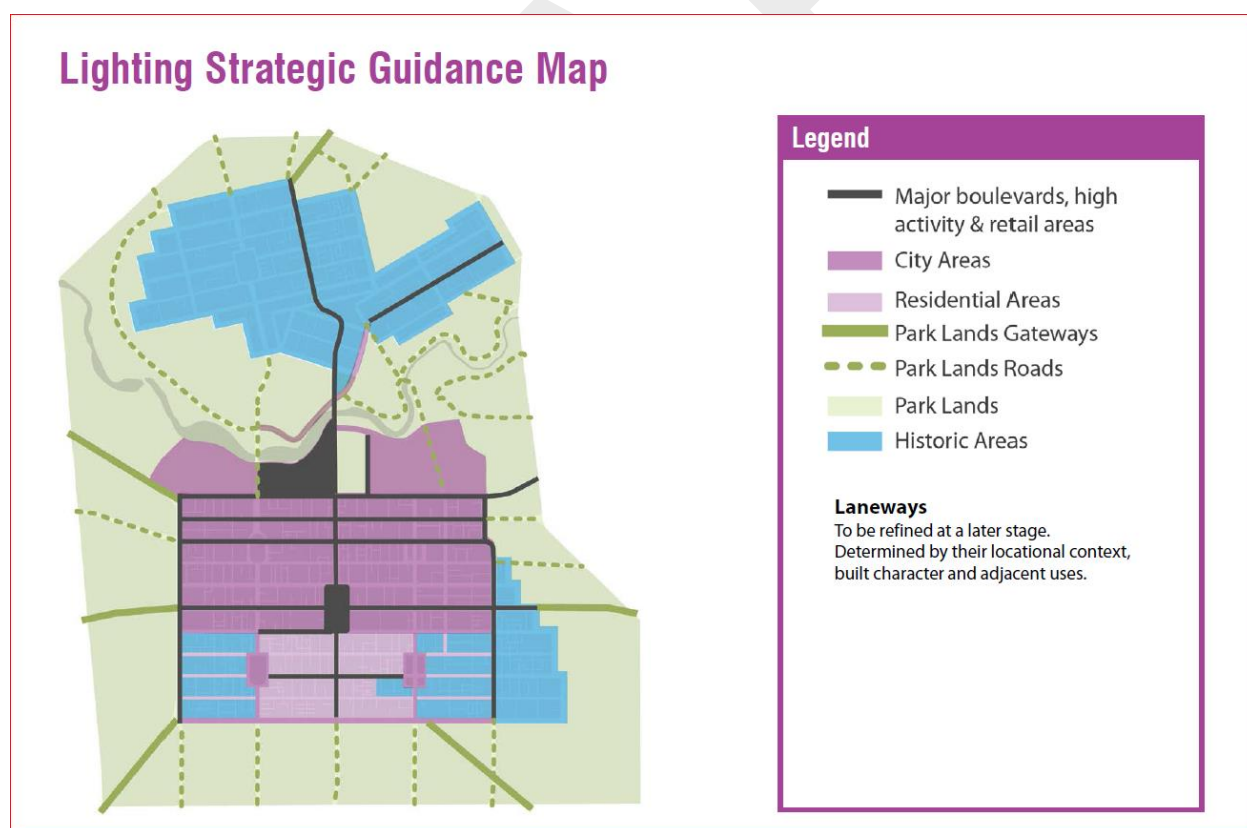 Lighting Strategic Guidance Map
Legend
Major boulevards, high
activity & retail areas
City Areas
Residential Areas
Park Lands Gateways
Park Lands Roads
Park Lands
Historic Areas
Laneways
To be refined at a later stage.
Determined by their locational context,
built character and adjacent uses.